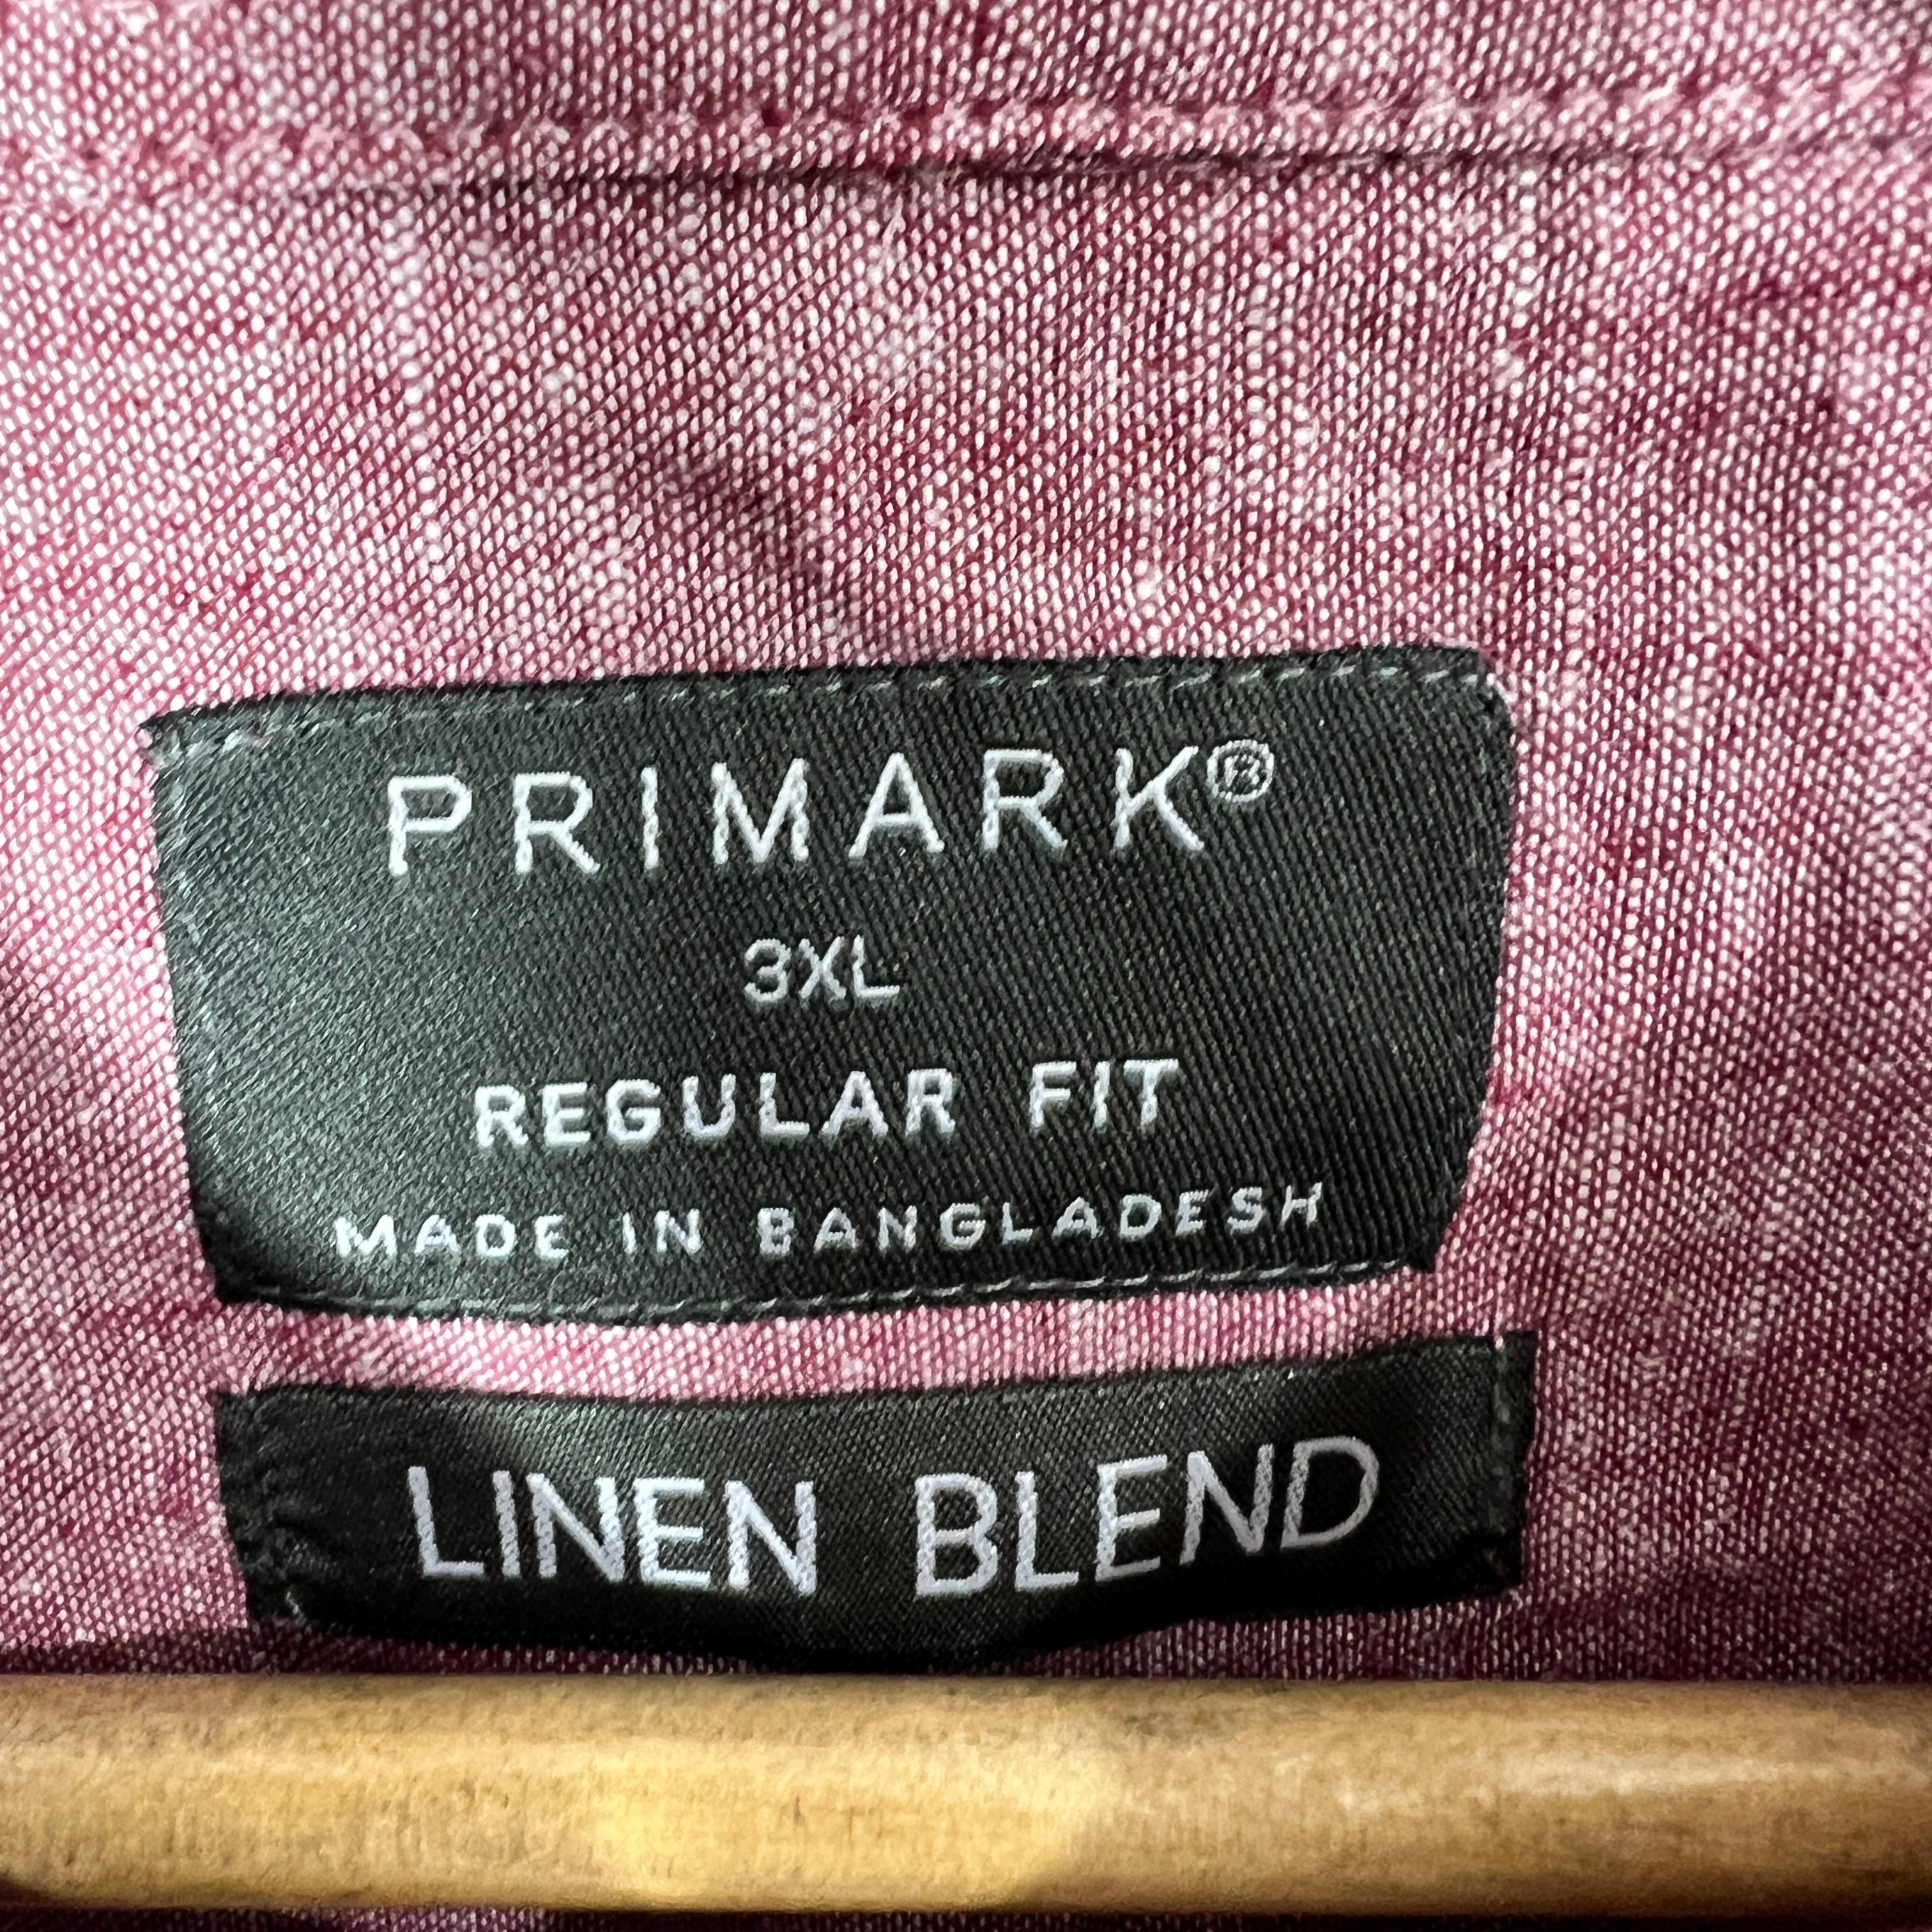 PRIMARK®
3XL
REGULAR FIT
MADE IN BANGLADESH
LINEN BLEND